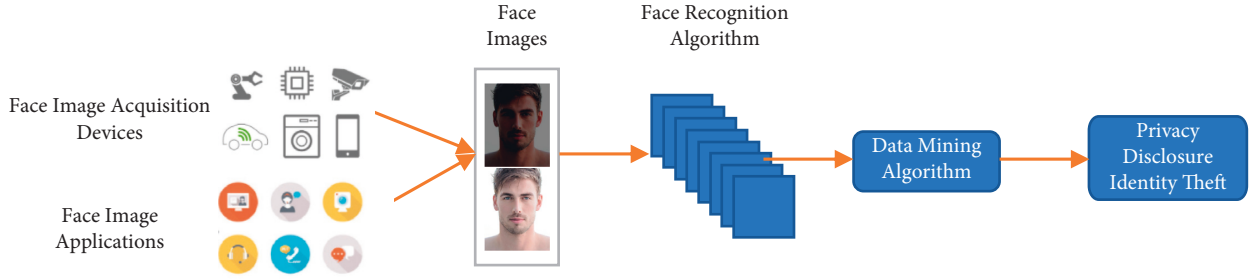 Face Image Acquisition
Devices
Face Image
Applications
Face
Images
Face Recognition
Algorithm
Data Mining
Algorithm
Privacy
Disclosure
Identity Theft